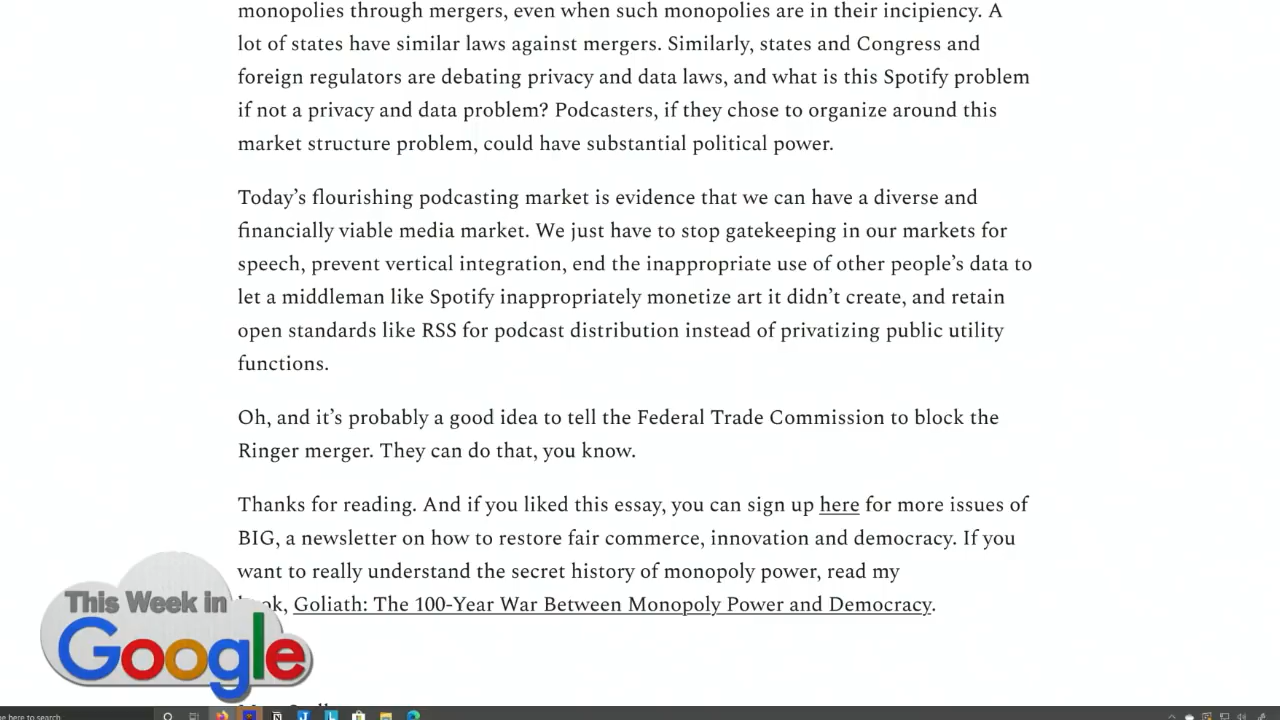 monopolies through mergers, even when such monopolies are in their incipiency. A
lot of states have similar laws against mergers. Similarly, states and Congress and
foreign regulators are debating privacy and data laws, and what is this Spotify problem
if not a privacy and data problem? Podcasters, if they chose to organize around this
market structure problem, could have substantial political power.
Today’s flourishing podcasting market is evidence that we can have a diverse and
financially viable media market. We just have to stop gatekeeping in our markets for
speech, prevent vertical integration, end the inappropriate use of other people’s data to
let a middleman like Spotify inappropriately monetize art it didn’t create, and retain
open standards like RSS for podcast distribution instead of privatizing public utility
functions.
Oh, and it’s probably a good idea to tell the Federal Trade Commission to block the
Ringer merger. They can do that, you know.
Thanks for reading. And if you liked this essay, you can sign up here for more issues of
BIG, a newsletter on how to restore fair commerce, innovation and democracy. If you
want to really understand the secret history of monopoly power, read my
Goliath: The 100-Year War Between Monopoly Power and Democracy.
This Week in
Google
here to search